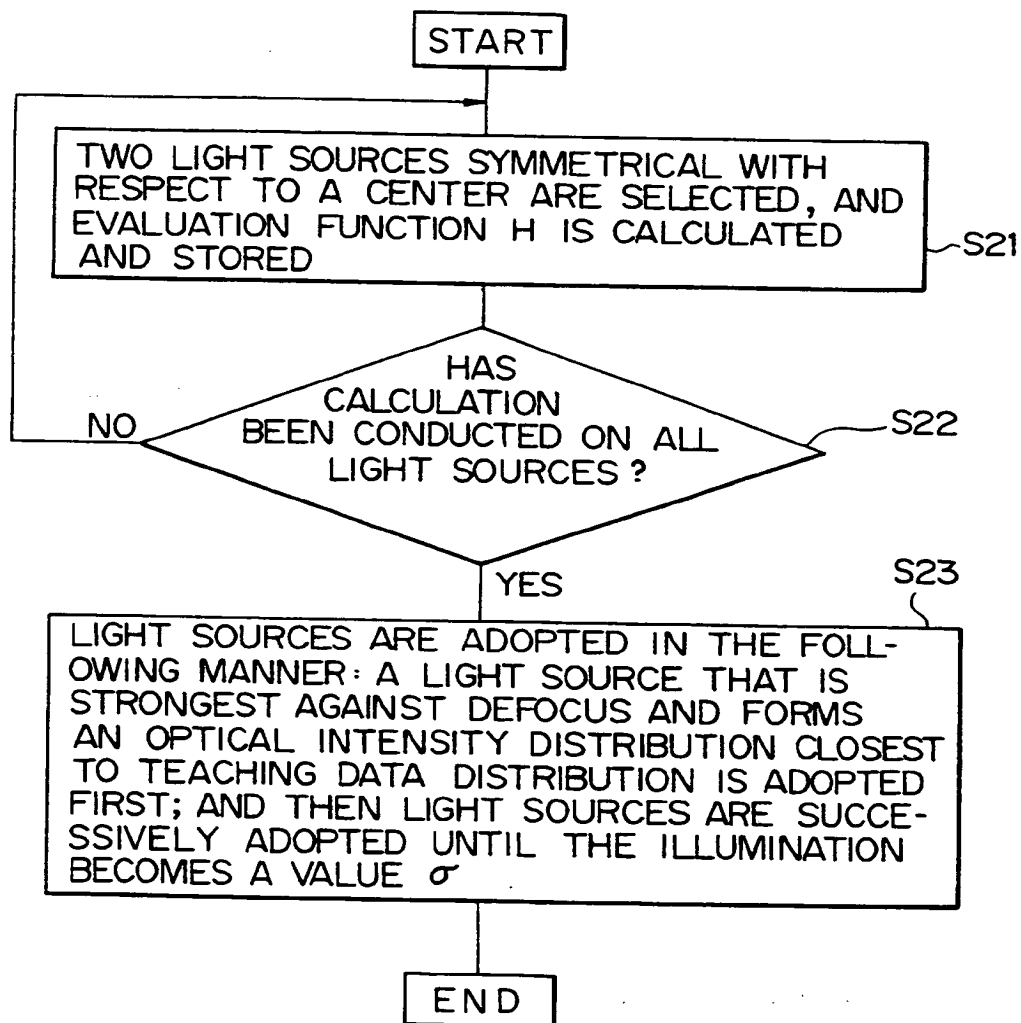 START
TWO LIGHT SOURCES SYMMETRICAL WITH
RESPECT TO A CENTER ARE SELECTED, AND
EVALUATION FUNCTION H IS CALCULATED
AND STORED
S21
HAS
CALCULATION
BEEN CONDUCTED ON ALL
LIGHT SOURCES?
NO
S22
YES
S23
LIGHT SOURCES ARE ADOPTED IN THE FOLL-
OWING MANNER: A LIGHT SOURCE THAT IS
STRONGEST AGAINST DEFOCUS AND FORMS
AN OPTICAL INTENSITY DISTRIBUTION CLOSEST
TO TEACHING DATA DISTRIBUTION IS ADOPTED
FIRST; AND THEN LIGHT SOURCES ARE SUCCE-
SSIVELY ADOPTED UNTIL THE ILLUMINATION
BECOMES A VALUE σ
END